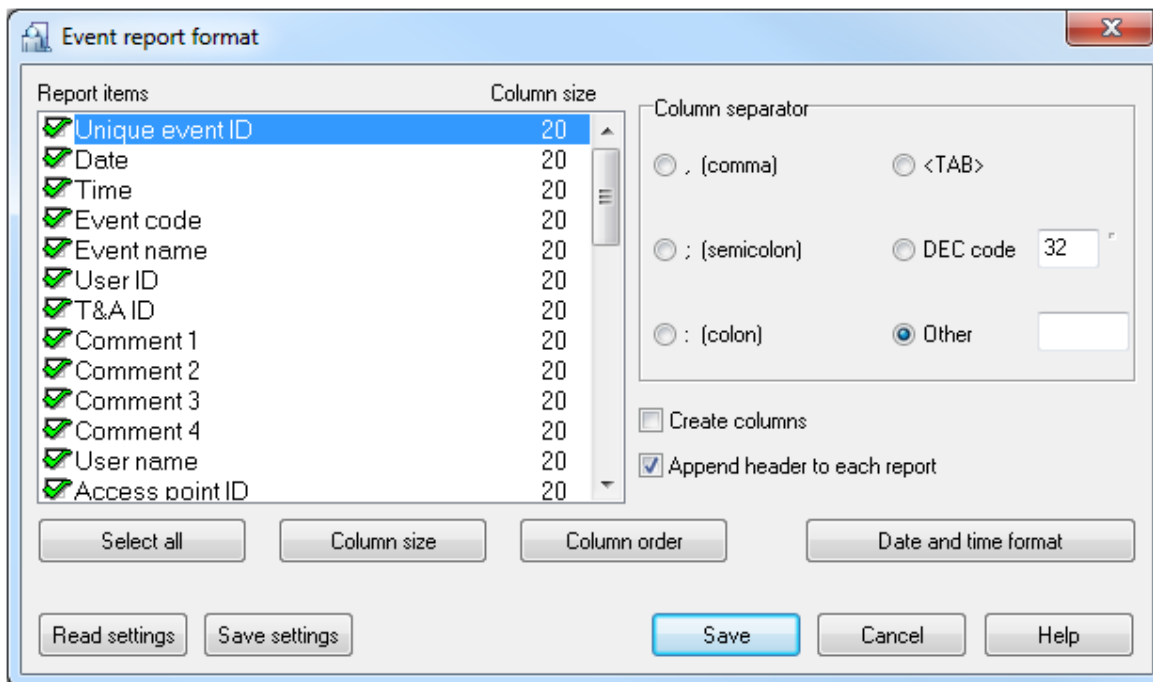 Event report format
Report items Column size
Unique event ID 20
Date 20
Time 20
Event code 20
Event name 20
User ID 20
T&A ID 20
Comment 1 20
Comment 2 20
Comment 3 20
Comment 4 20
User name 20
Access point ID 20
Column separator
, (comma) <TAB>
; (semicolon) DEC code 32
: (colon) Other
Create columns
Append header to each report
Select all Column size Column order Date and time format
Read settings Save settings Save Cancel Help